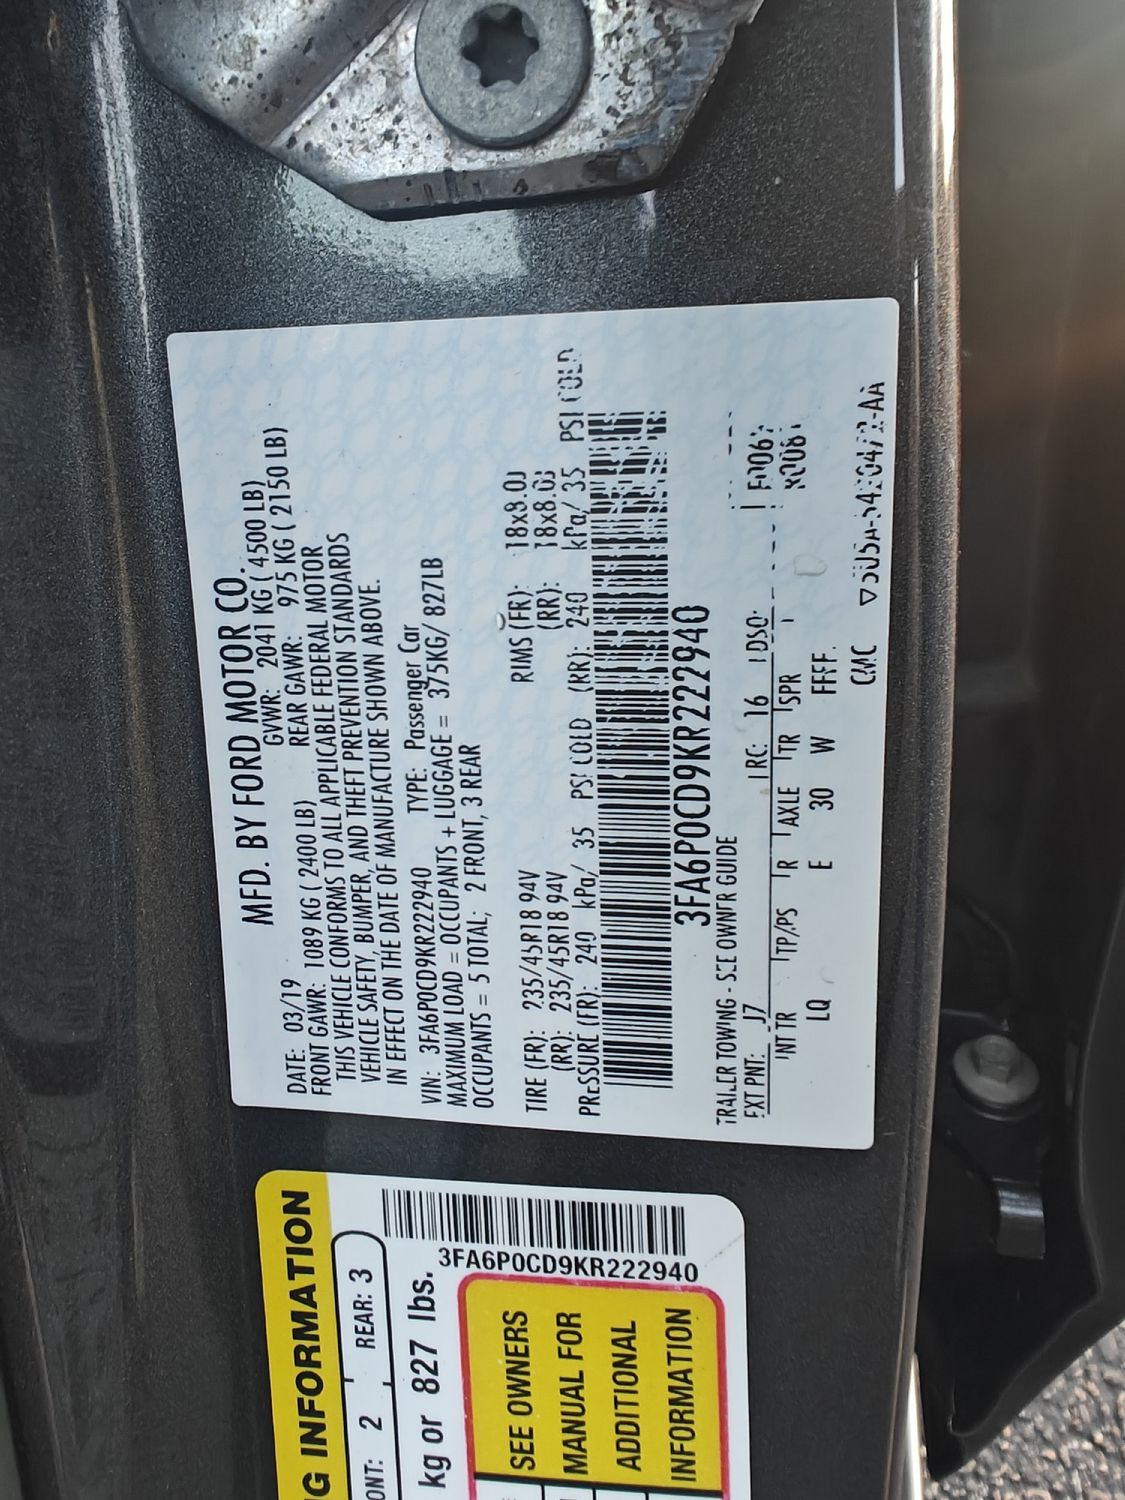 MFD. BY FORD MOTOR CO.
DATE: 03/19 GVWR: 2041 KG ( 4500 LB)
FRONT GAWR: 1089 KG ( 2400 LB) REAR GAWR: 975 KG ( 2150 LB)
THIS VEHICLE CONFORMS TO ALL APPLICABLE FEDERAL MOTOR
VEHICLE SAFETY, BUMPER, AND THEFT PREVENTION STANDARDS
IN EFFECT ON THE DATE OF MANUFACTURE SHOWN ABOVE.
VIN: 3FA6P0CD9KR222940 TYPE: Passenger Car
MAXIMUM LOAD = OCCUPANTS + LUGGAGE = 375KG/ 827LB
OCCUPANTS = 5 TOTAL; 2 FRONT, 3 REAR
RIMS (FR): 18x8.0J
TIRE (FR): 235/45R18 94V (RR): 18x8.0J
(RR): 235/45R18 94V
PRESSURE (FR): 240 kPa/ 35 PSI COLD (RR): 240 kPa/ 35 PSI COLD
3FA6P0CD9KR222940
TRAILER TOWING - SEE OWNER GUIDE
EXT PNT: J7 RC: 16 DSO:
INT TR TP/PS R AXLE TR SPR
LQ E 30 W FFFF
CMC
NG INFORMATION
ONT: 2 REAR: 3
kg or 827 lbs.
3FA6P0CD9KR222940
SEE OWNERS
MANUAL FOR
ADDITIONAL
INFORMATION